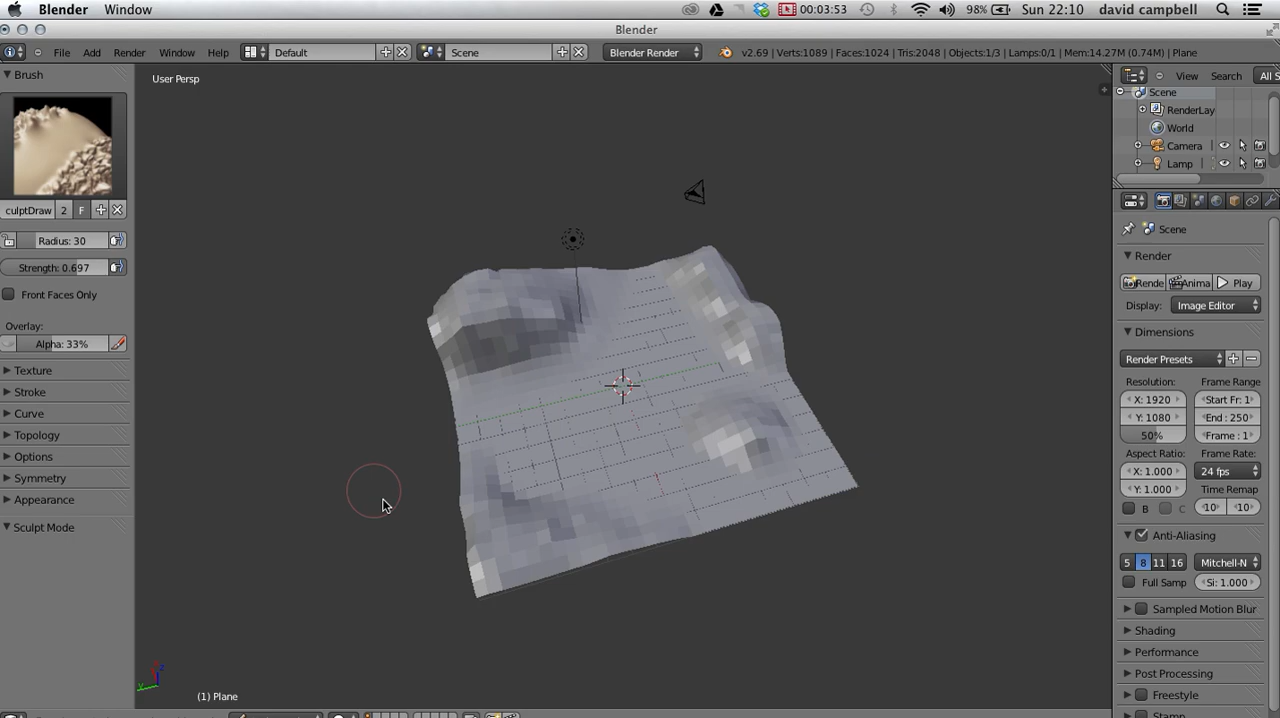 Blender Window 00:03:53 98% Sun 22:10 david campbell
Blender
File Add Render Window Help Default Scene Blender Render v2.69 | Verts:1089 | Faces:1024 | Tris:2048 | Objects:1/3 | Lamps:0/1 | Mem:14.27M (0.74M) | Plane
Brush
User Persp
View Search All S
Scene
RenderLay
World
Camera
Lamp
culptDraw 2 F
Radius: 30
Strength: 0.697
Front Faces Only
Overlay:
Alpha: 33%
Texture
Stroke
Curve
Topology
Options
Symmetry
Appearance
Sculpt Mode
(1) Plane
Scene
Render
Rende Anima Play
Display: Image Editor
Dimensions
Render Presets
Resolution: Frame Range
X: 1920 Start Fr: 1
Y: 1080 End : 250
50% Frame : 1
Aspect Ratio: Frame Rate:
X: 1.000 24 fps
Y: 1.000 Time Remap
B C 10 10
Anti-Aliasing
5 8 11 16 Mitchell-N
Full Samp Si: 1.000
Sampled Motion Blur
Shading
Performance
Post Processing
Freestyle
Stamp